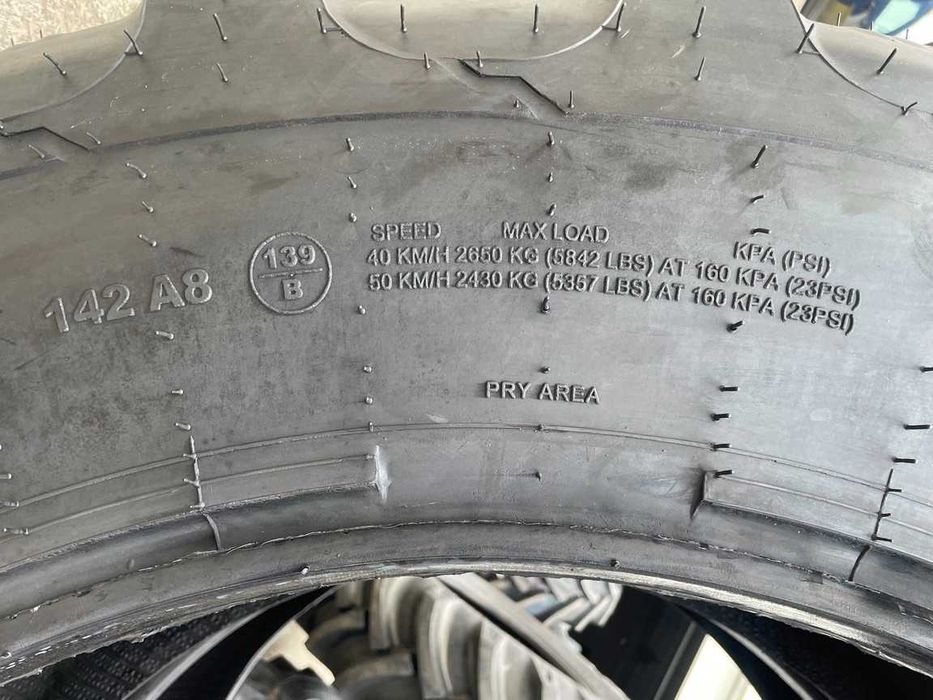 SPEED MAX LOAD KPA (PSI)
40 KM/H 2650 KG (5842 LBS) AT 160 KPA (23PSI)
50 KM/H 2430 KG (5357 LBS) AT 160 KPA (23PSI)
142 A8
139
B
PRY AREA